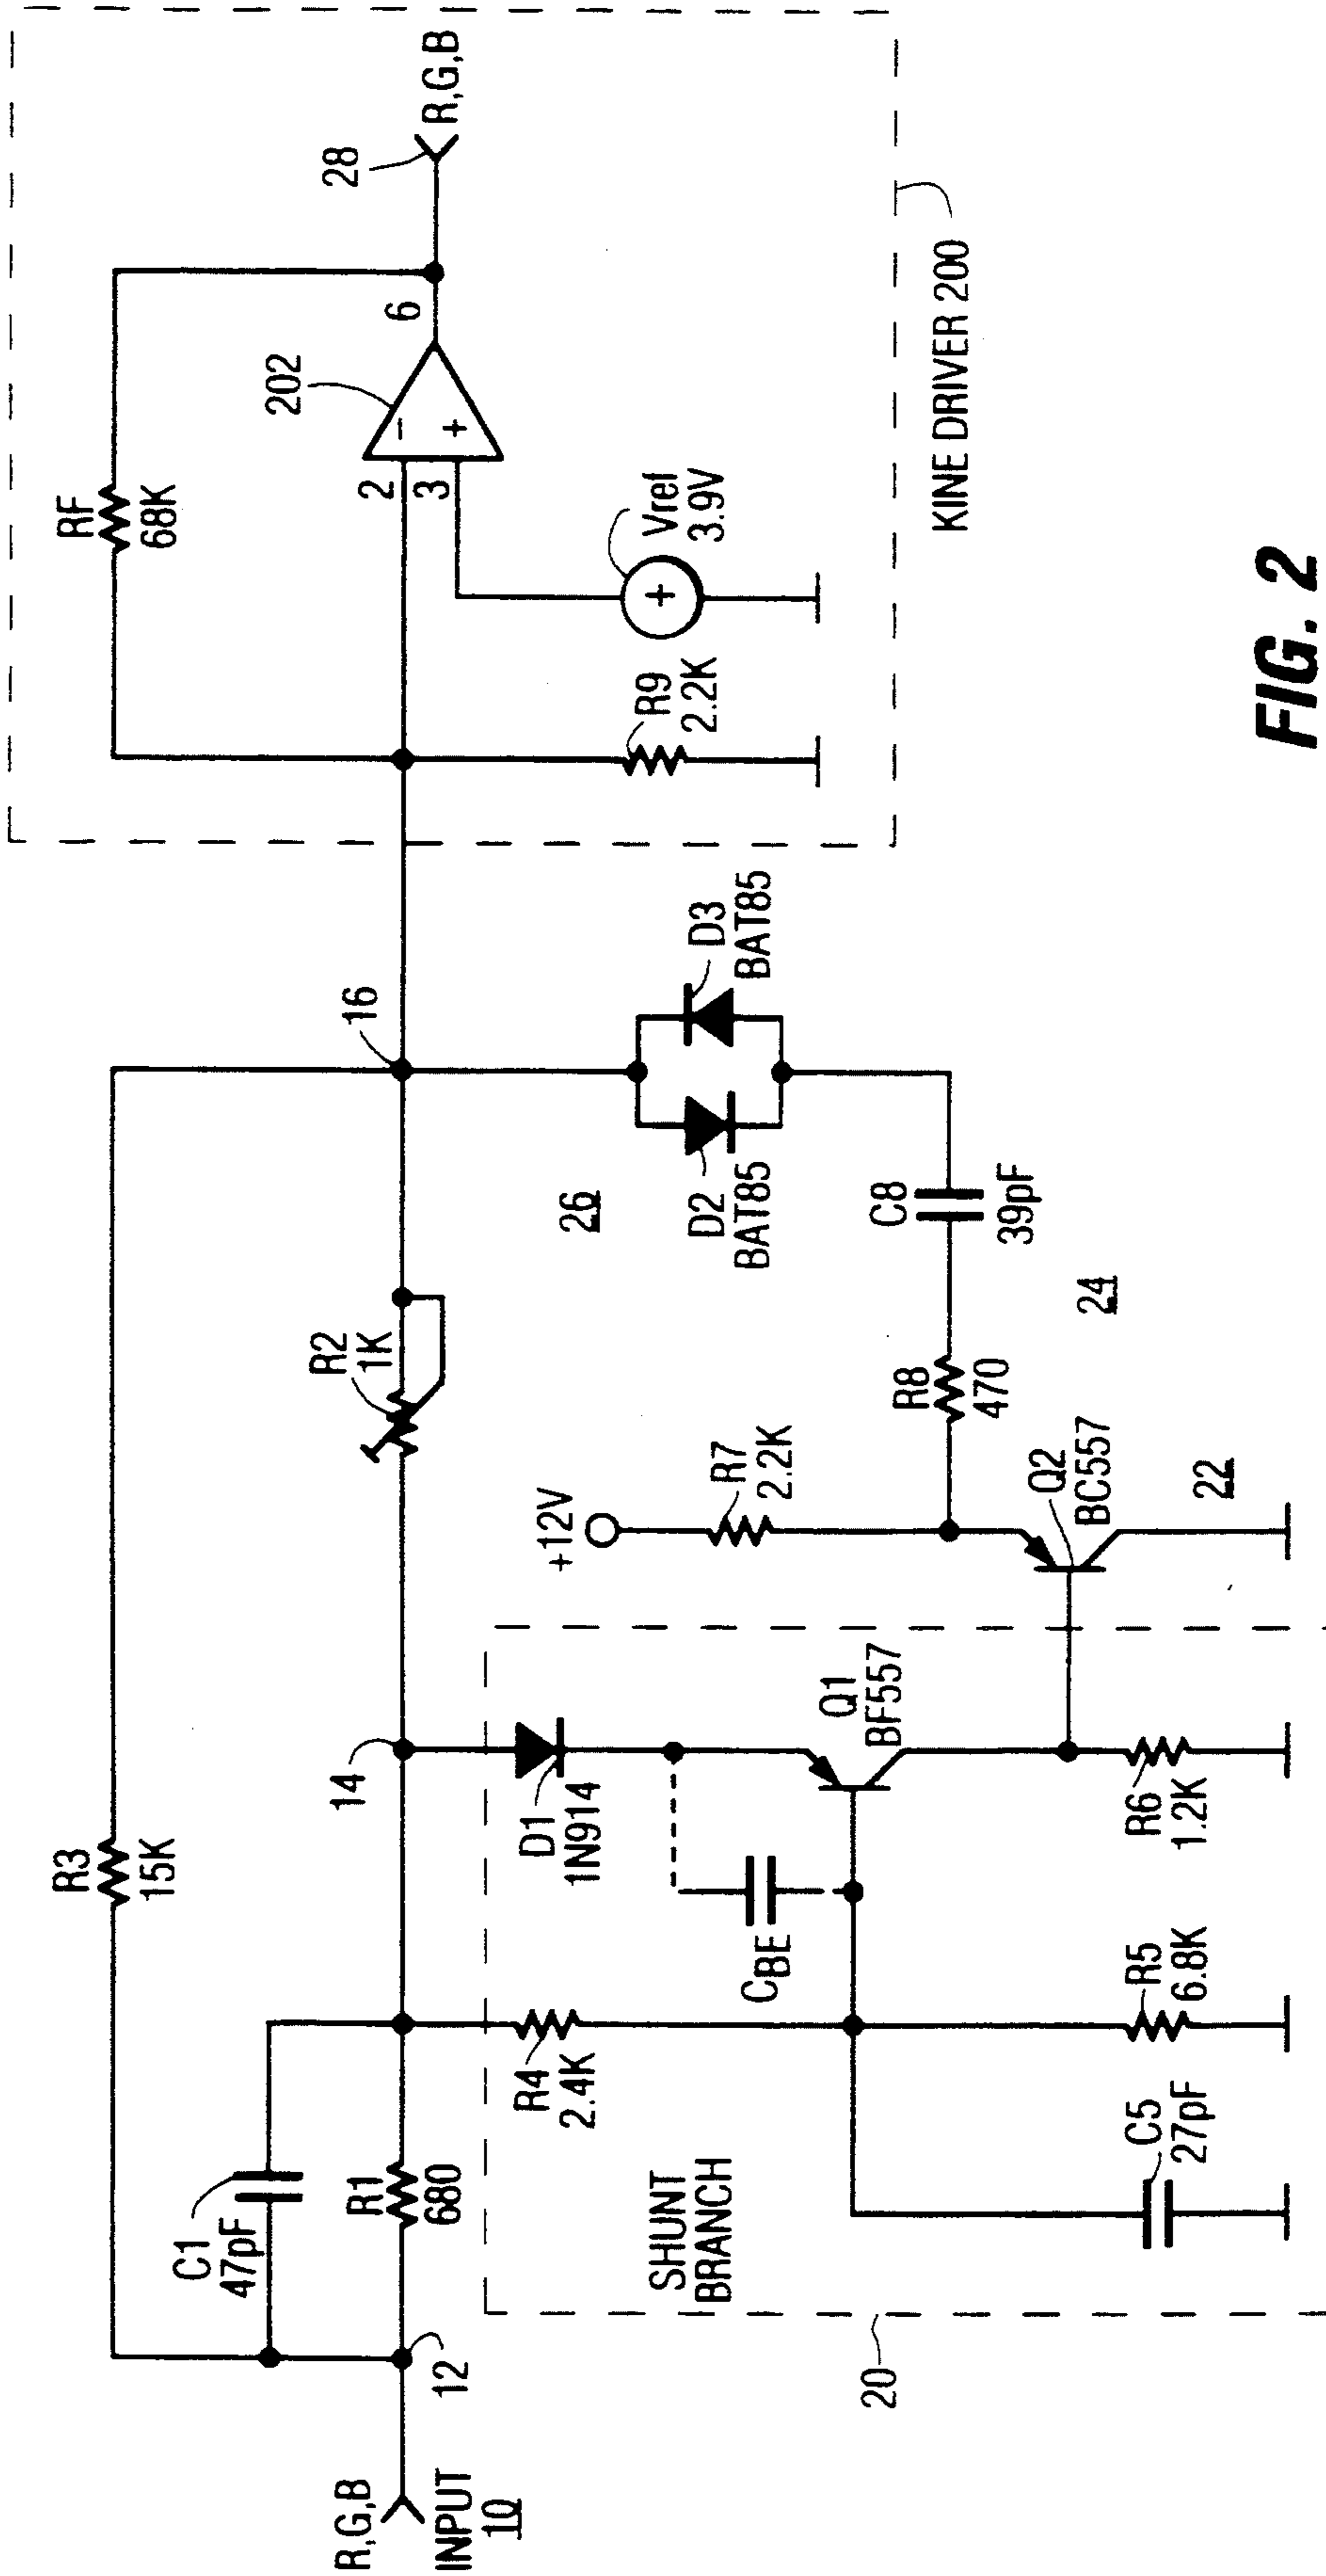 R,G,B
INPUT
10
12
C1
47pF
R1
680
R3
15K
14
R2
1K
16
SHUNT
BRANCH
20
R4
2.4K
C5
27pF
R5
6.8K
CBE
D1
1N914
Q1
BF557
R6
1.2K
+12V
R7
2.2K
Q2
BC557
22
R8
470
24
C8
39pF
26
D2
BAT85
D3
BAT85
RF
68K
R9
2.2K
Vref
3.9V
+
2
3
-
+
202
6
28
R,G,B
KINE DRIVER 200
FIG. 2